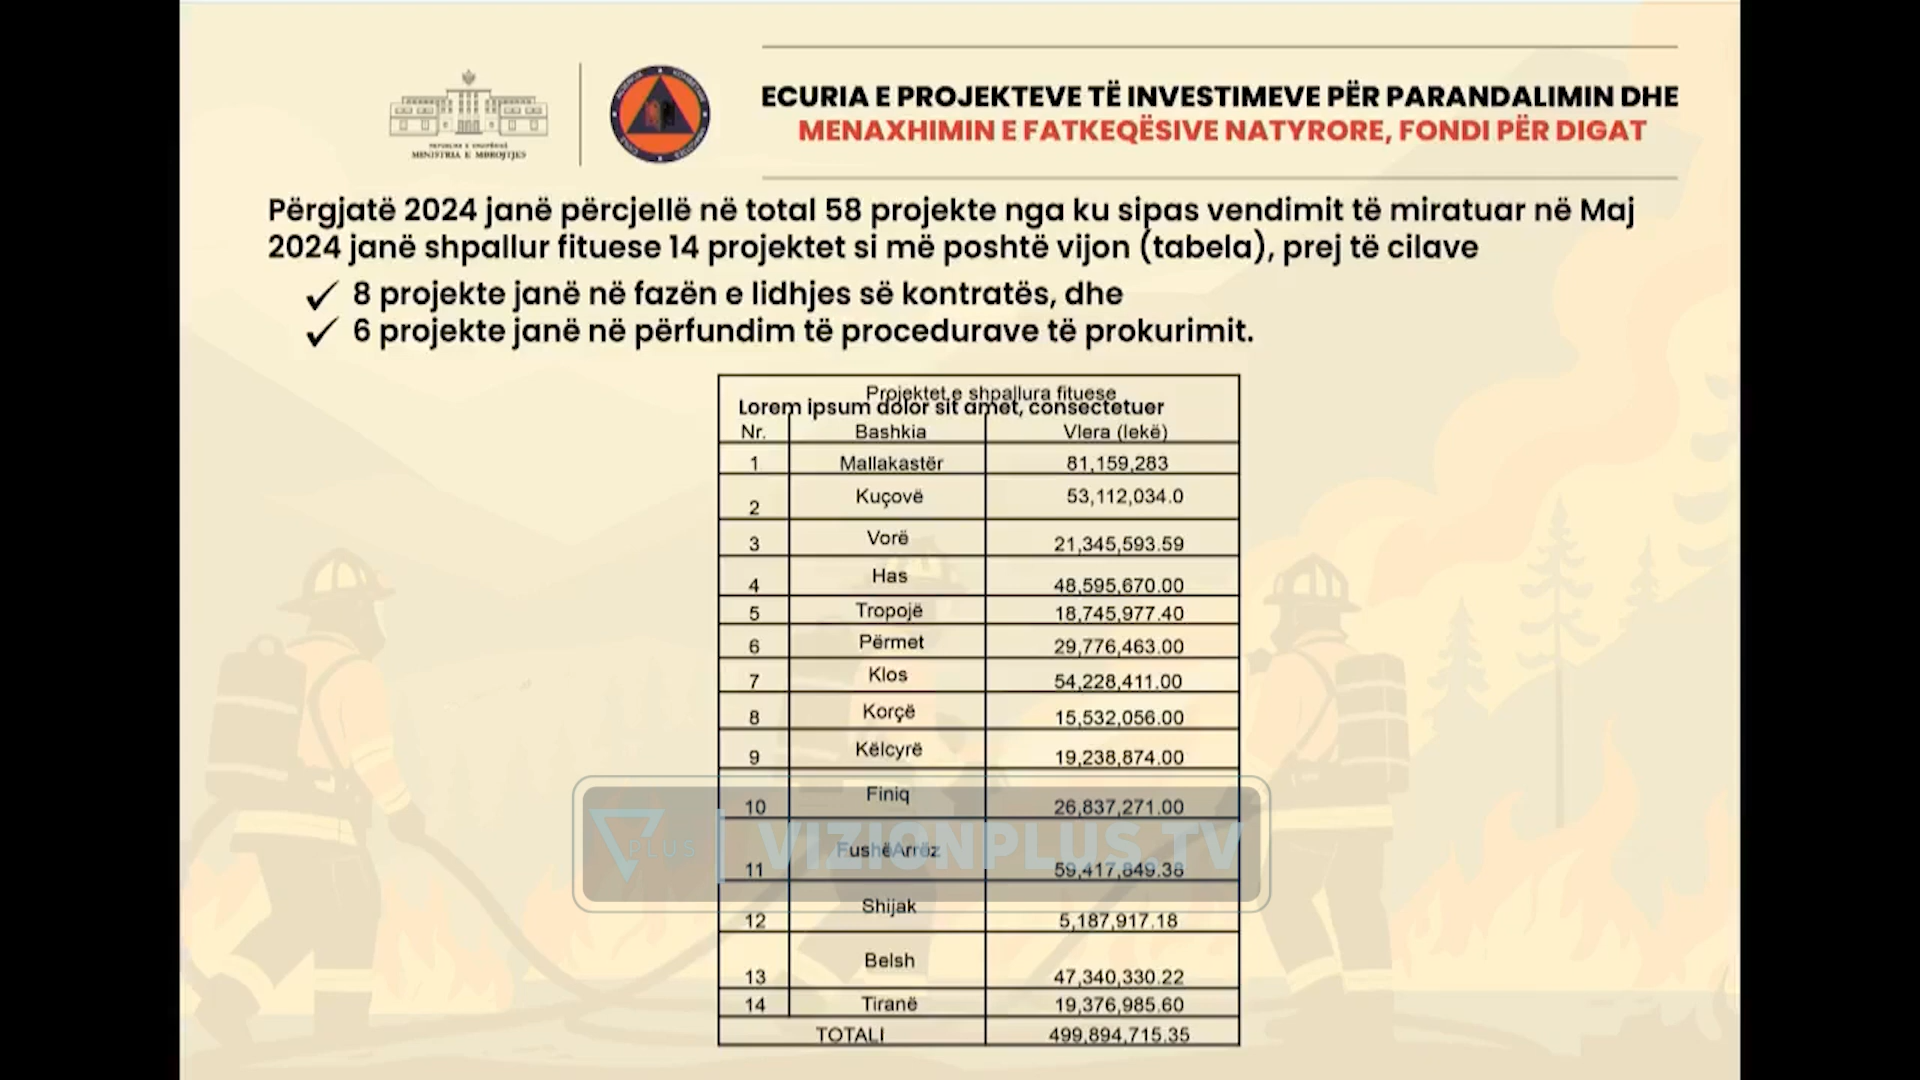 ECURIA E PROJEKTEVE TË INVESTIMEVE PËR PARANDALIMIN DHE
MENAXHIMIN E FATKEQËSIVE NATYRORE, FONDI PËR DIGAT
MINISTRIA E MBROJTJES
Përgjatë 2024 janë përcjellë në total 58 projekte nga ku sipas vendimit të miratuar në Maj
2024 janë shpallur fituese 14 projektet si më poshtë vijon (tabela), prej të cilave
✓ 8 projekte janë në fazën e lidhjes së kontratës, dhe
✓ 6 projekte janë në përfundim të procedurave të prokurimit.
Projektet e shpallura fituese
Lorem ipsum dolor sit amet, consectetuer
Nr. Bashkia Vlera (lekë)
1 Mallakastër 81,159,283
2 Kuçovë 53,112,034.0
3 Vorë 21,345,593.59
4 Has 48,595,670.00
5 Tropojë 18,745,977.40
6 Përmet 29,776,463.00
7 Klos 54,228,411.00
8 Korçë 15,532,056.00
9 Këlcyrë 19,238,874.00
10 Finiq 26,837,271.00
11 FushëArrëz 59,417,849.38
12 Shijak 5,187,917.18
13 Belsh 47,340,330.22
14 Tiranë 19,376,985.60
TOTALI 499,894,715.35
PLUS VIZIONPLUS.TV